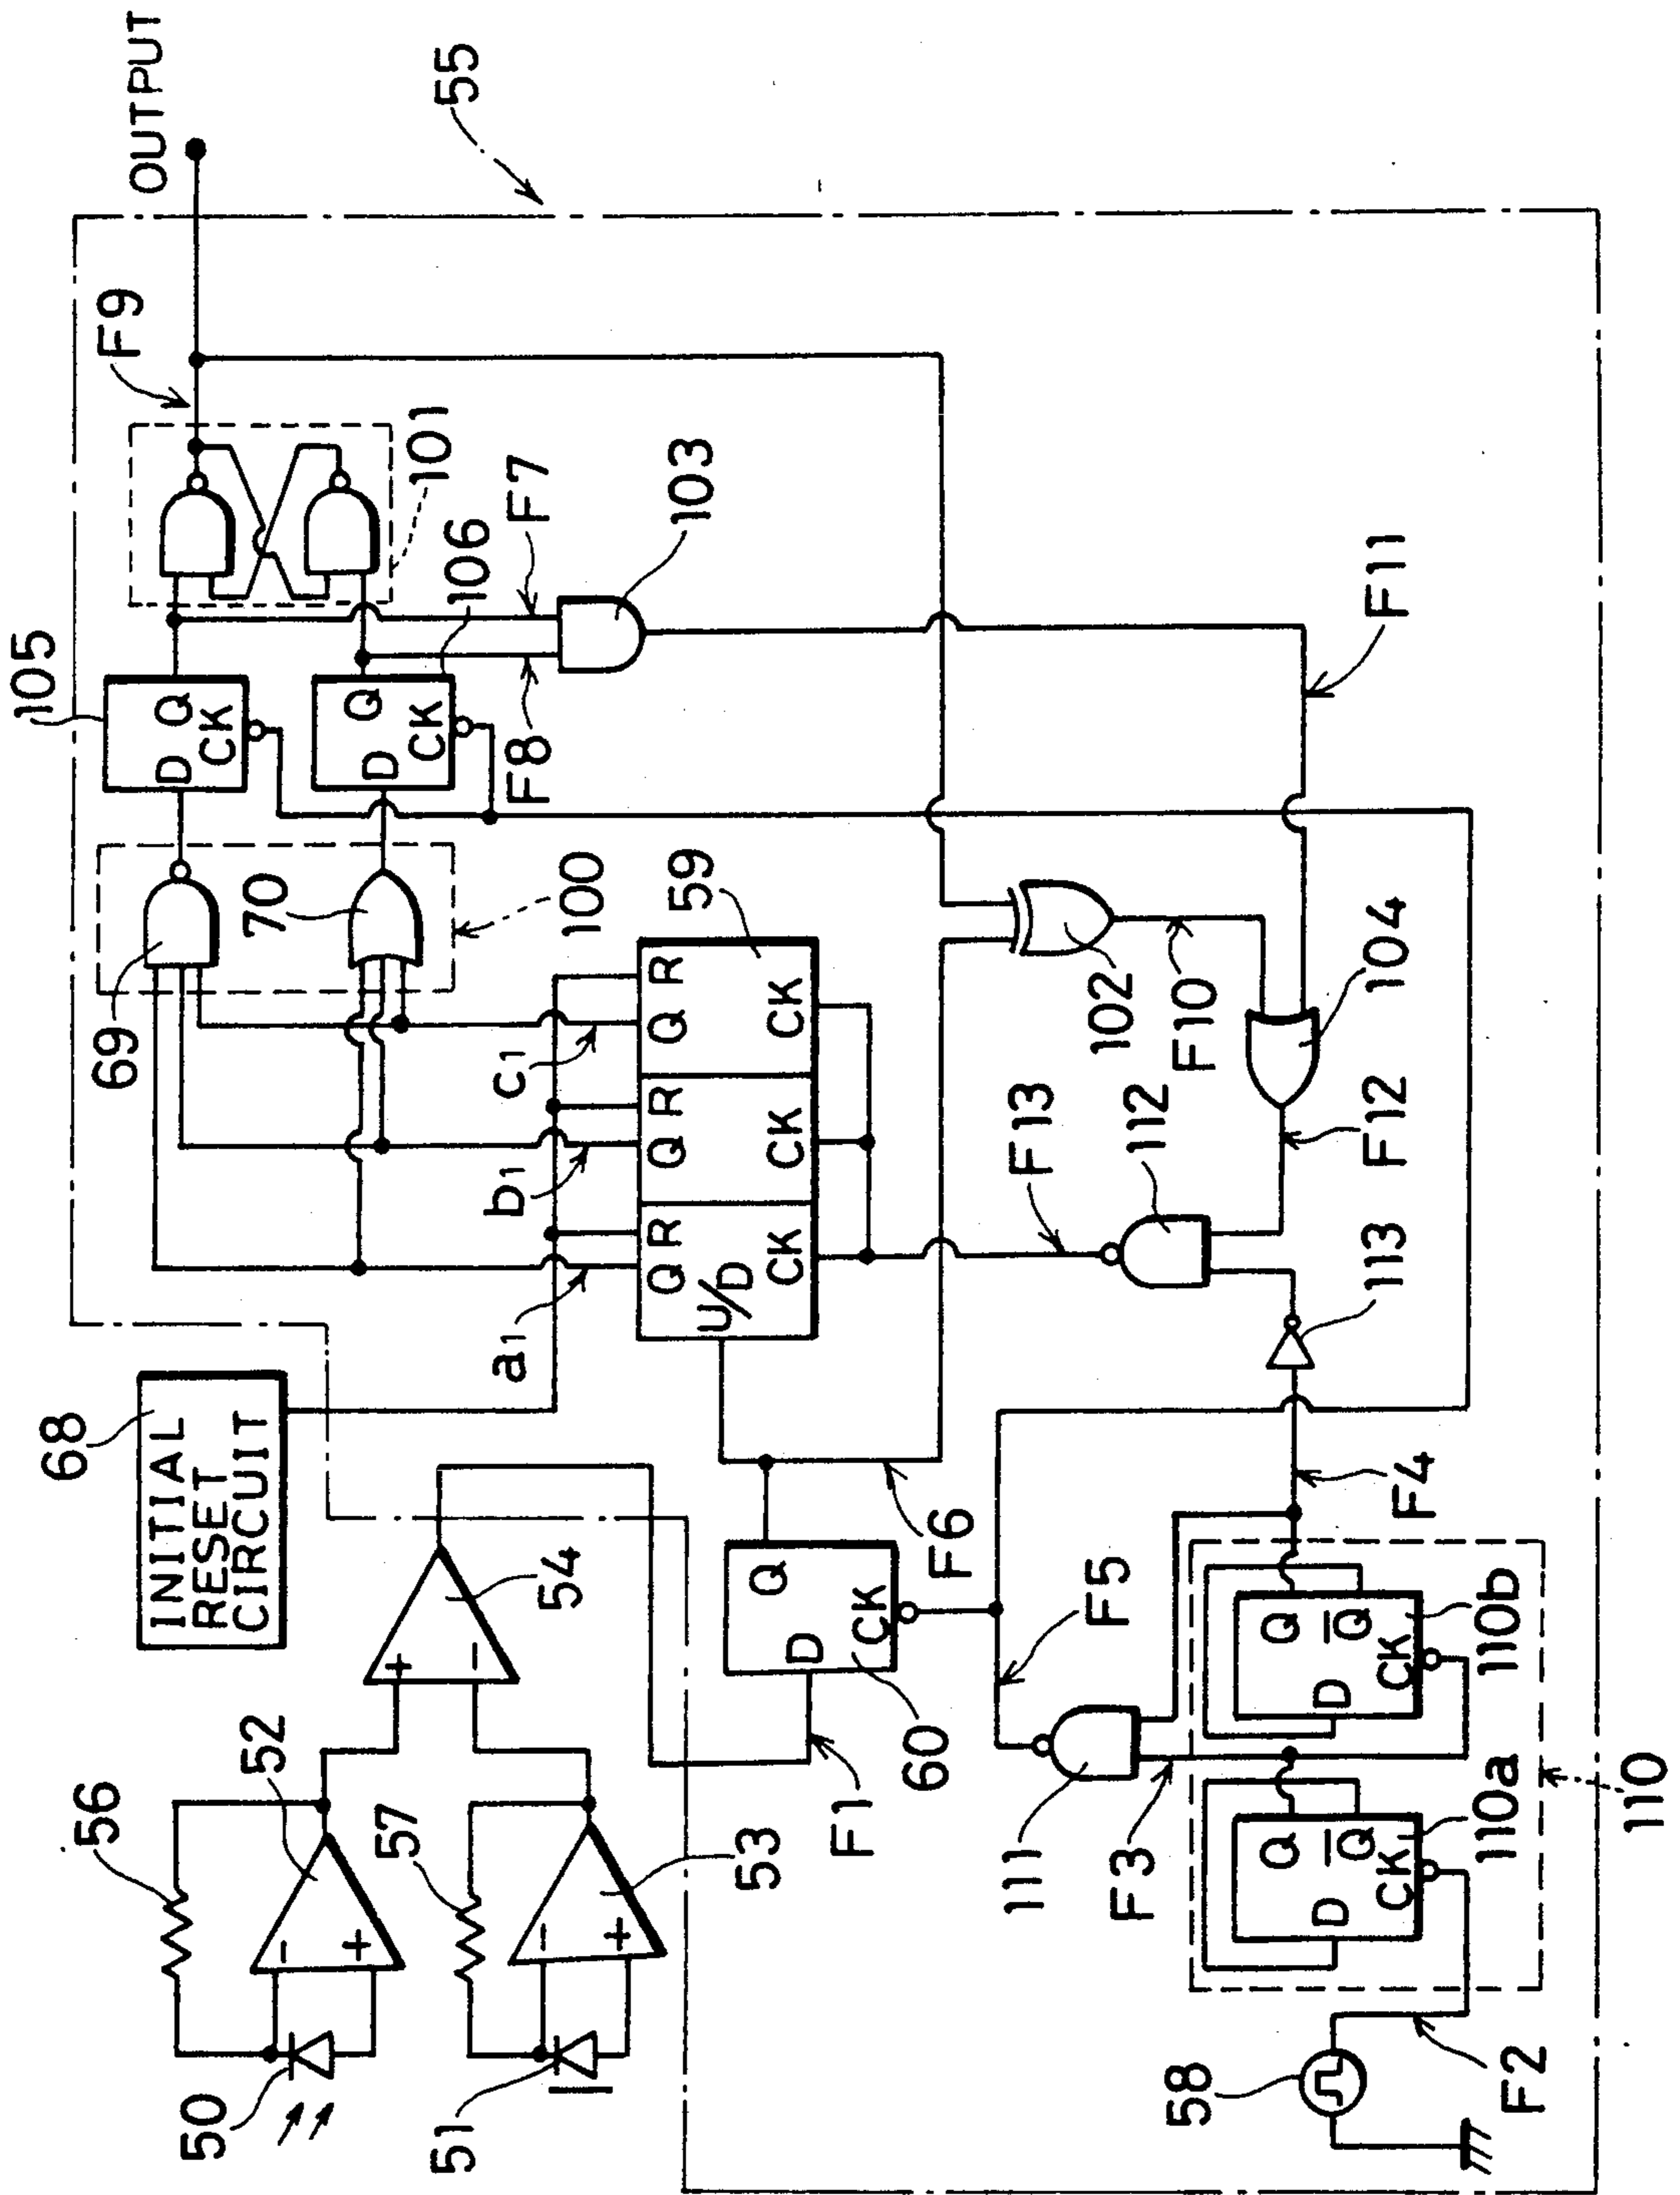 OUTPUT
55
F9
101
105
D
Q
CK
106
D
Q
CK
F7
F8
103
F11
69
70
100
59
Q
R
Q
R
Q
R
U/D
CK
CK
CK
a1
b1
c1
102
F10
104
F12
F13
112
113
68
INITIAL
RESET
CIRCUIT
56
52
-
+
50
57
53
-
+
51
54
+
-
F1
60
D
Q
CK
F6
F5
F4
111
F3
110a
D
Q
Q
CK
110b
D
Q
Q
CK
110
58
F2